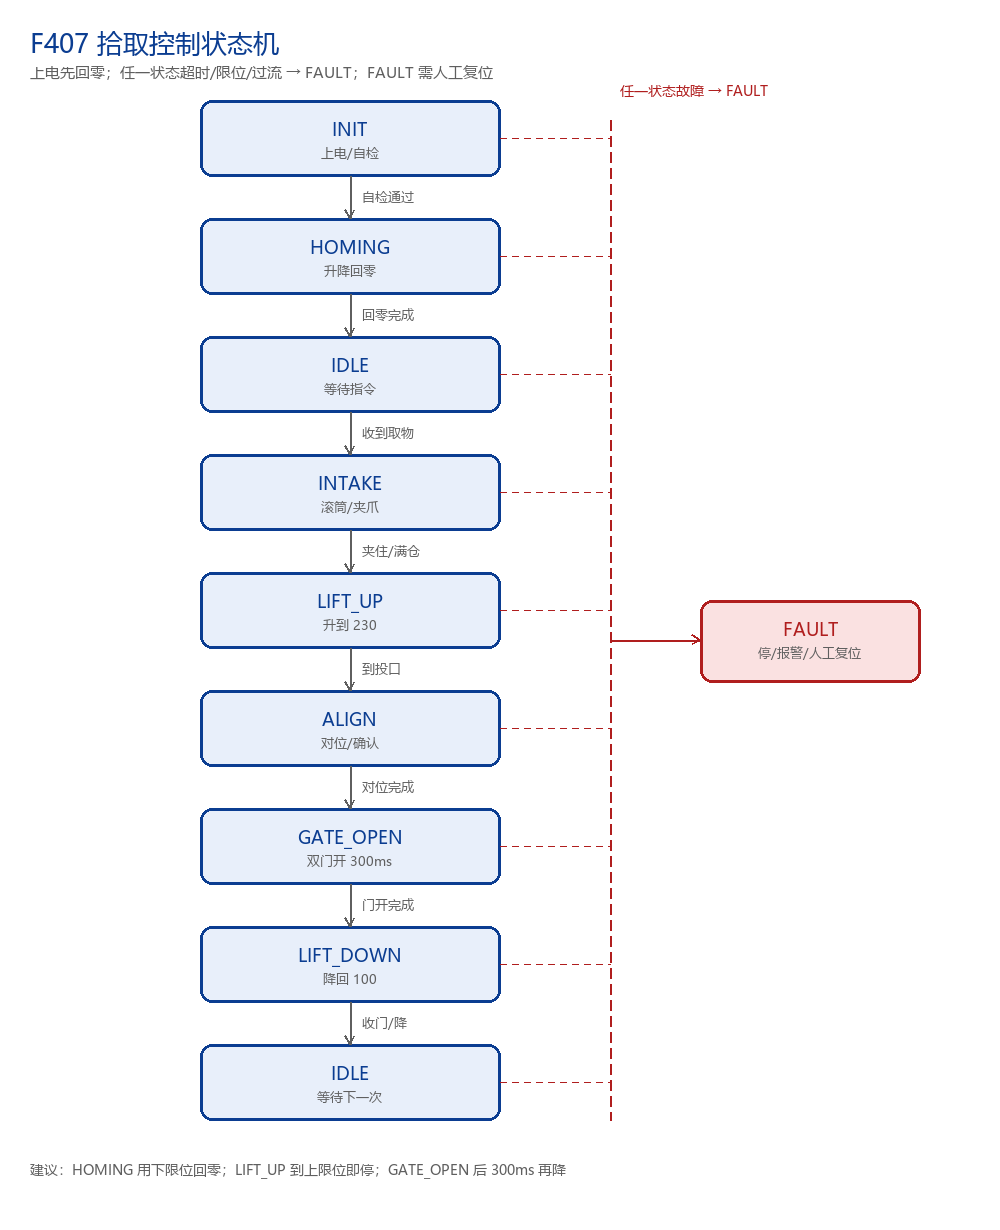 F407 拾取控制状态机
上电先回零；任一状态超时/限位/过流 → FAULT；FAULT 需人工复位
任一状态故障 → FAULT
INIT
上电/自检
自检通过
HOMING
升降回零
回零完成
IDLE
等待指令
收到取物
INTAKE
滚筒/夹爪
夹住/满仓
LIFT_UP
升到 230
FAULT
停/报警/人工复位
到投口
ALIGN
对位/确认
对位完成
GATE_OPEN
双门开 300ms
门开完成
LIFT_DOWN
降回 100
收门/降
IDLE
等待下一次
建议：HOMING 用下限位回零；LIFT_UP 到上限位即停；GATE_OPEN 后 300ms 再降